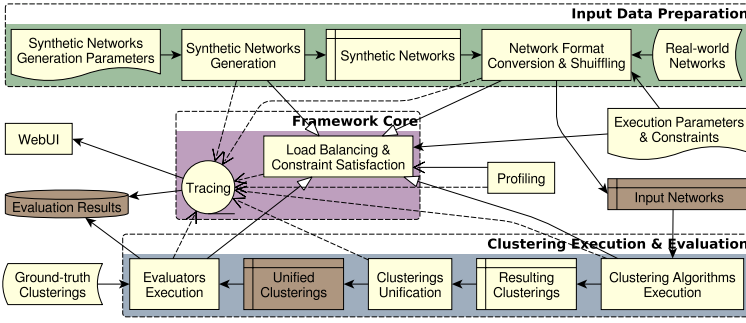 Input Data Preparation
Synthetic Networks
Generation Parameters
Synthetic Networks
Generation
Synthetic Networks
Network Format
Conversion & Shuiffling
Real-world
Networks
Framework Core
Execution Parameters
& Constraints
WebUI
Load Balancing &
Constraint Satisfaction
Tracing
Profiling
Evaluation Results
Input Networks
Clustering Execution & Evaluation
Ground-truth
Clusterings
Evaluators
Execution
Unified
Clusterings
Clusterings
Unification
Resulting
Clusterings
Clustering Algorithms
Execution